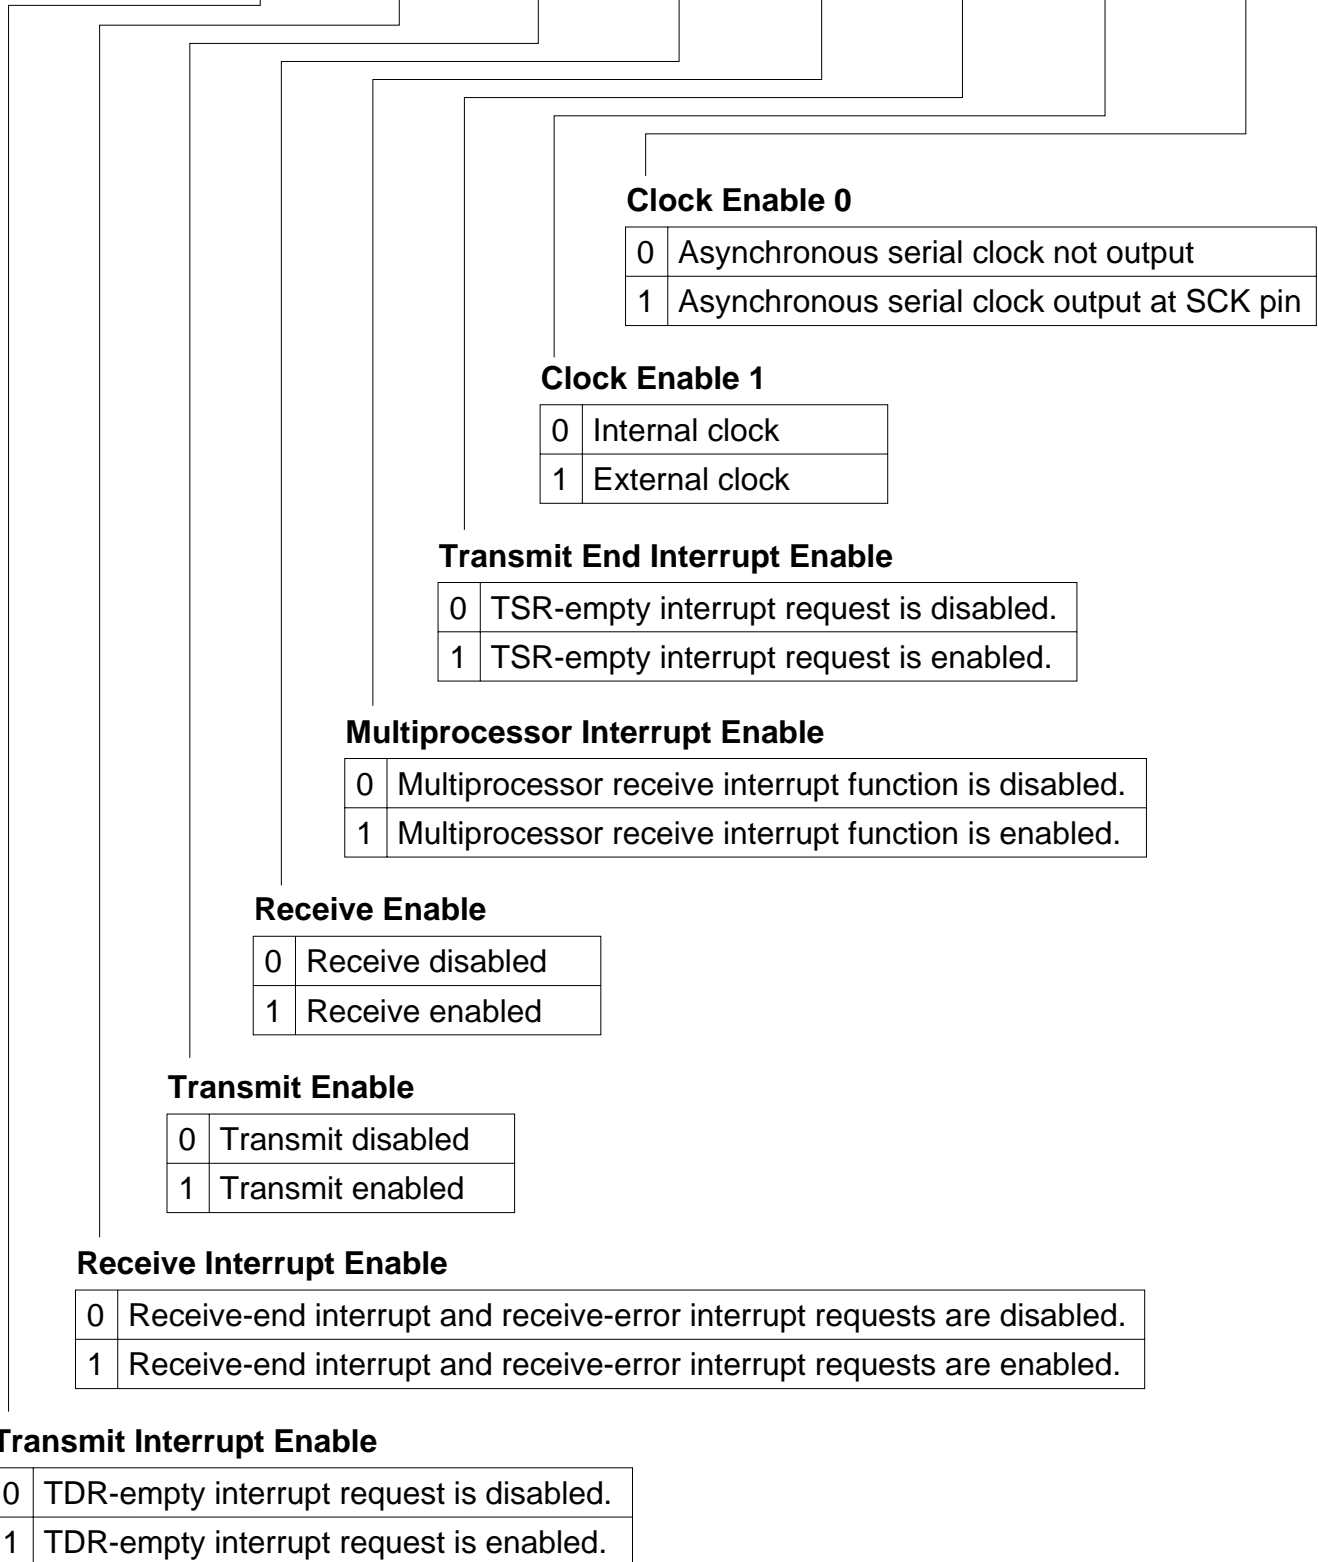 Clock Enable 0
0 Asynchronous serial clock not output
1 Asynchronous serial clock output at SCK pin
Clock Enable 1
0 Internal clock
1 External clock
Transmit End Interrupt Enable
0 TSR-empty interrupt request is disabled.
1 TSR-empty interrupt request is enabled.
Multiprocessor Interrupt Enable
0 Multiprocessor receive interrupt function is disabled.
1 Multiprocessor receive interrupt function is enabled.
Receive Enable
0 Receive disabled
1 Receive enabled
Transmit Enable
0 Transmit disabled
1 Transmit enabled
Receive Interrupt Enable
0 Receive-end interrupt and receive-error interrupt requests are disabled.
1 Receive-end interrupt and receive-error interrupt requests are enabled.
Transmit Interrupt Enable
0 TDR-empty interrupt request is disabled.
1 TDR-empty interrupt request is enabled.